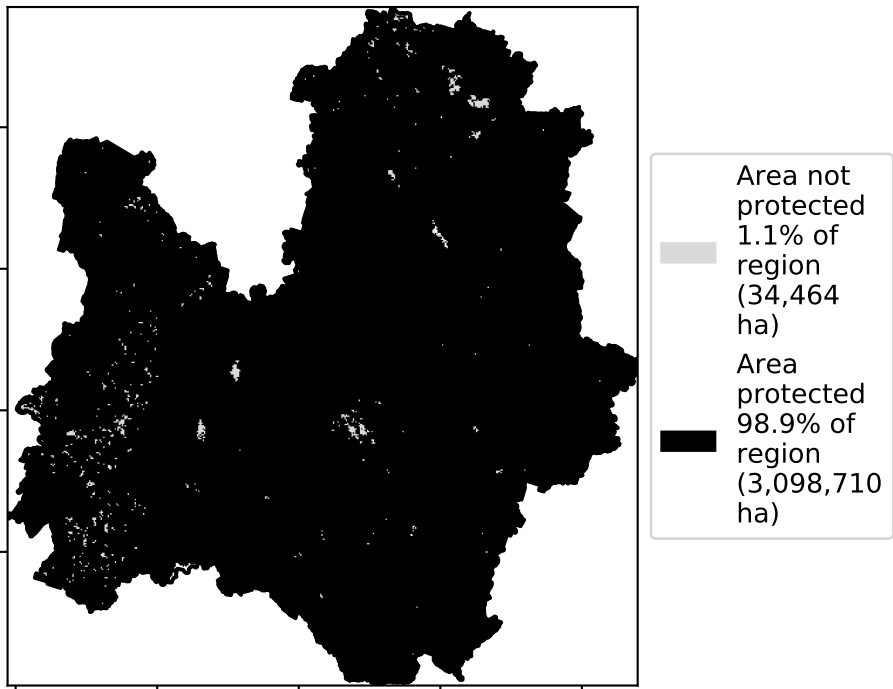 Area not
protected
1.1% of
region
(34,464
ha)
Area
protected
98.9% of
region
(3,098,710
ha)